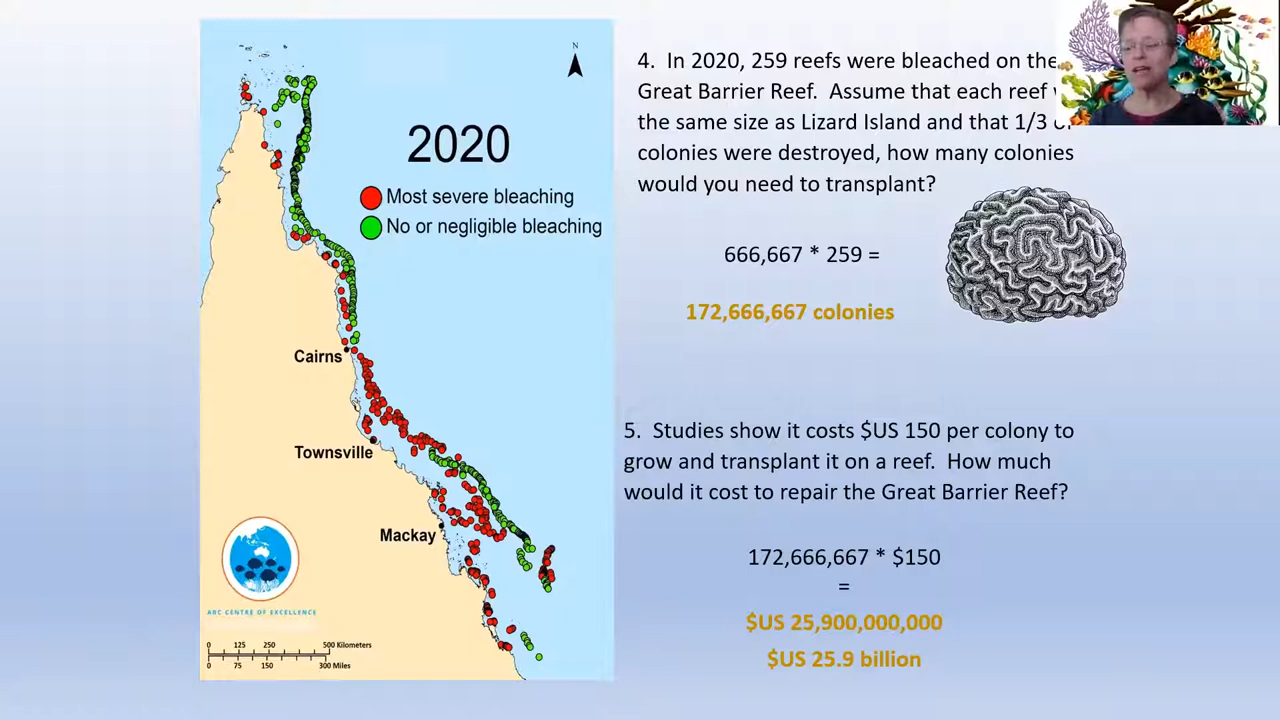 N
2020
Most severe bleaching
No or negligible bleaching
Cairns
Townsville
Mackay
ARC CENTRE OF EXCELLENCE
0 125 250 500 Kilometers
0 75 150 300 Miles
4. In 2020, 259 reefs were bleached on the
Great Barrier Reef. Assume that each reef
the same size as Lizard Island and that 1/3
colonies were destroyed, how many colonies
would you need to transplant?
666,667 * 259 =
172,666,667 colonies
5. Studies show it costs $US 150 per colony to
grow and transplant it on a reef. How much
would it cost to repair the Great Barrier Reef?
172,666,667 * $150
=
$US 25,900,000,000
$US 25.9 billion